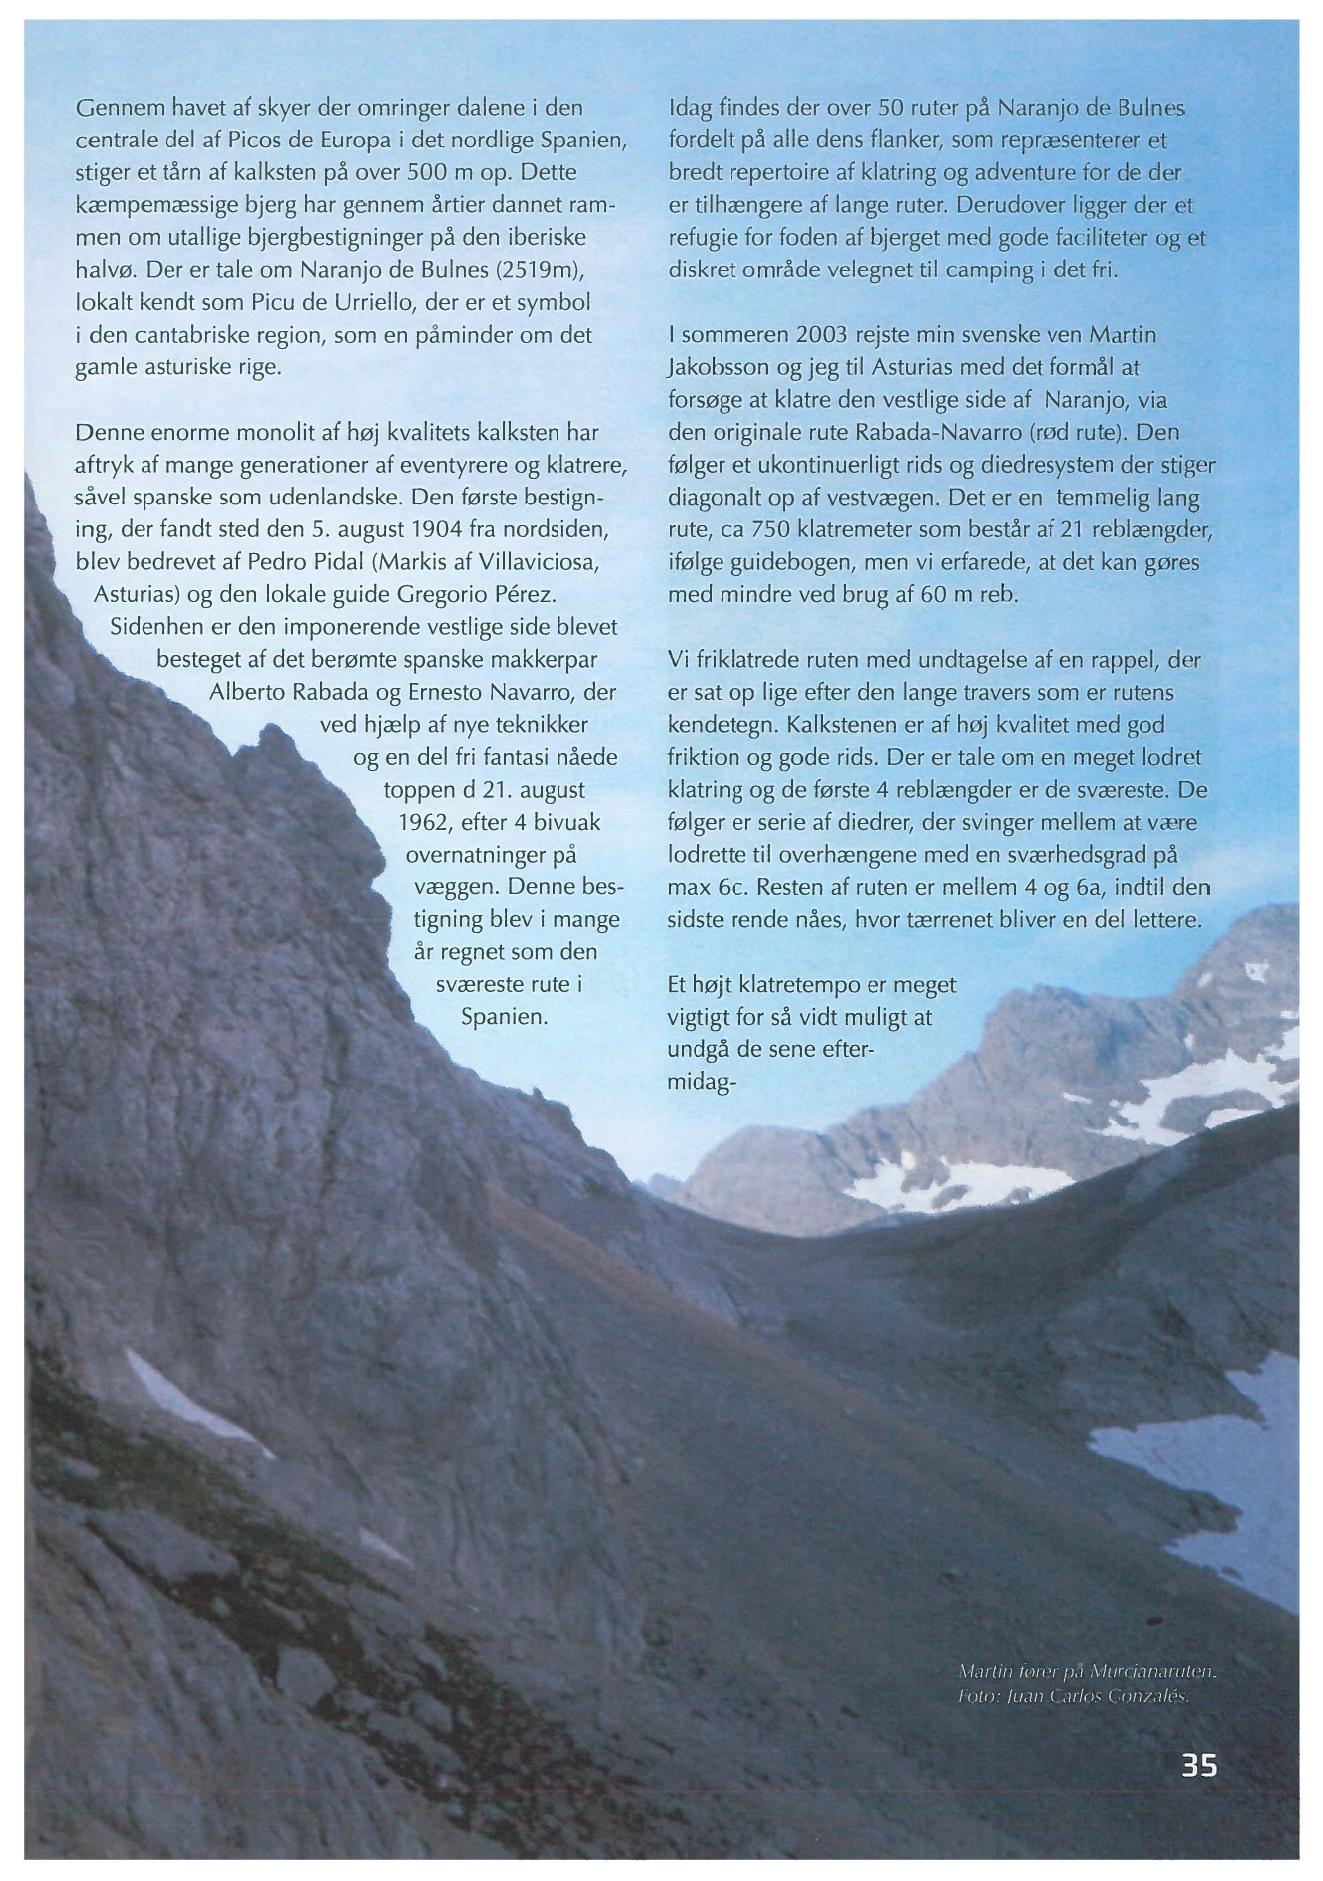 Gennem havet af skyer der omringer dalene i den
centrale del af Picos de Europa i det nordlige Spanien,
stiger et tårn af kalksten på over 500 m op. Dette
kæmpemæssige bjerg har gennem årtier dannet ram-
men om utallige bjergbestigninger på den iberiske
halvø. Der er tale om Naranjo de Bulnes (2519m),
lokalt kendt som Picu de Urriello, der er et symbol
i den cantabriske region, som en påminder om det
gamle asturiske rige.
Denne enorme monolit af høj kvalitets kalksten har
aftryk af mange generationer af eventyrere og klatrere,
såvel spanske som udenlandske. Den første bestign-
ing, der fandt sted den 5. august 1904 fra nordsiden,
blev bedrevet af Pedro Pidal (Markis af Villaviciosa,
Asturias) og den lokale guide Gregorio Pérez.
Sidenhen er den imponerende vestlige side blevet
besteget af det berømte spanske makkerpar
Alberto Rabada og Ernesto Navarro, der
ved hjælp af nye teknikker
og en del fri fantasi nåede
toppen d 21. august
1962, efter 4 bivuak
overnatninger på
væggen. Denne bes-
tigning blev i mange
år regnet som den
sværeste rute i
Spanien.
Idag findes der over 50 ruter på Naranjo de Bulnes
fordelt på alle dens flanker, som repræsenterer et
bredt repertoire af klatring og adventure for de der
er tilhængere af lange ruter. Derudover ligger der et
refugie for foden af bjerget med gode faciliteter og et
diskret område velegnet til camping i det fri.
I sommeren 2003 rejste min svenske ven Martin
Jakobsson og jeg til Asturias med det formål at
forsøge at klatre den vestlige side af Naranjo, via
den originale rute Rabada-Navarro (rød rute). Den
følger et ukontinuerligt rids og diedresystem der stiger
diagonalt op af vestvægen. Det er en temmelig lang
rute, ca 750 klatremeter som består af 21 reblængder,
ifølge guidebogen, men vi erfarede, at det kan gøres
med mindre ved brug af 60 m reb.
Vi friklatrede ruten med undtagelse af en rappel, der
er sat op lige efter den lange travers som er rutens
kendetegn. Kalkstenen er af høj kvalitet med god
friktion og gode rids. Der er tale om en meget lodret
klatring og de første 4 reblængder er de sværeste. De
følger er serie af diedrer, der svinger mellem at være
lodrette til overhængene med en sværhedsgrad på
max 6c. Resten af ruten er mellem 4 og 6a, indtil den
sidste rende nåes, hvor tærrenet bliver en del lettere.
Et højt klatretempo er meget
vigtigt for så vidt muligt at
undgå de sene efter-
midag-
Martin fører på Murcianaruten.
Foto: Juan Carlos Gonzalés.
35